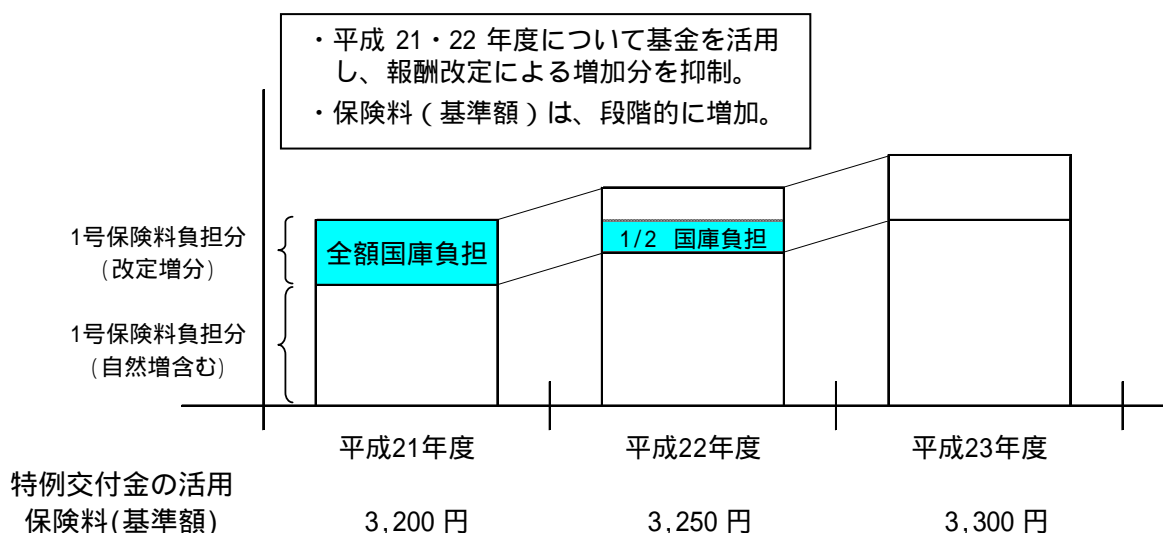 ・平成 21・22 年度について基金を活用
し、報酬改定による増加分を抑制。
・保険料(基準額)は、段階的に増加。
1号保険料負担分
(改定増分)
全額国庫負担
1/2 国庫負担
1号保険料負担分
(自然増含む)
平成21年度
平成22年度
平成23年度
特例交付金の活用
保険料(基準額)
3,200 円
3,250 円
3,300 円